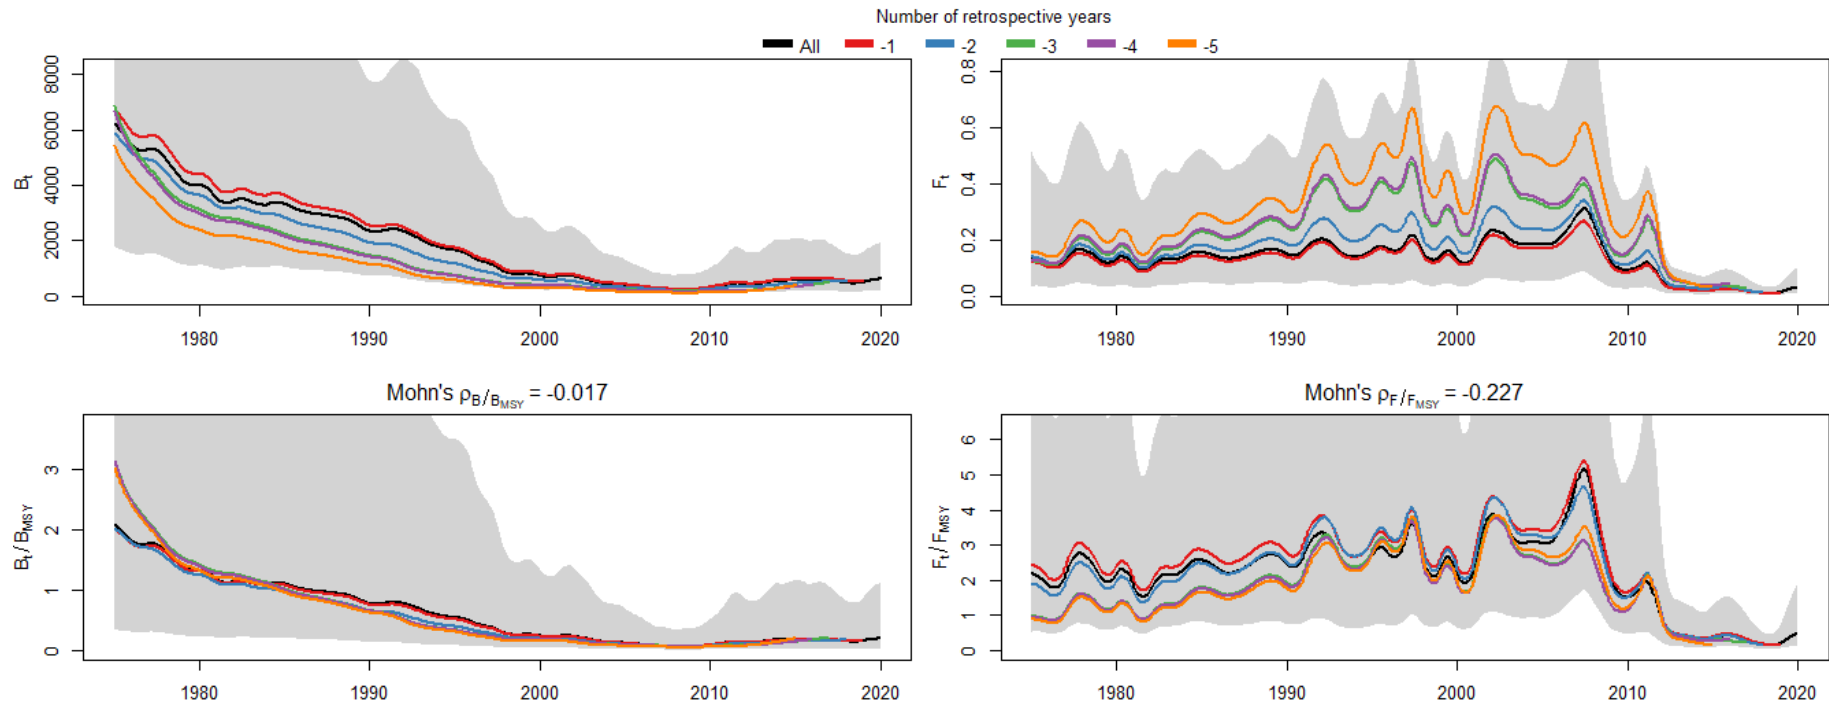 Number of retrospective years
All -1 -2 -3 -4 -5
Bt
0 2000 4000 6000 8000
1980 1990 2000 2010 2020
Ft
0.0 0.2 0.4 0.6 0.8
1980 1990 2000 2010 2020
Mohn's ρB/BMSY = -0.017
Bt/BMSY
0 1 2 3
1980 1990 2000 2010 2020
Mohn's ρF/FMSY = -0.227
Ft/FMSY
0 1 2 3 4 5 6
1980 1990 2000 2010 2020